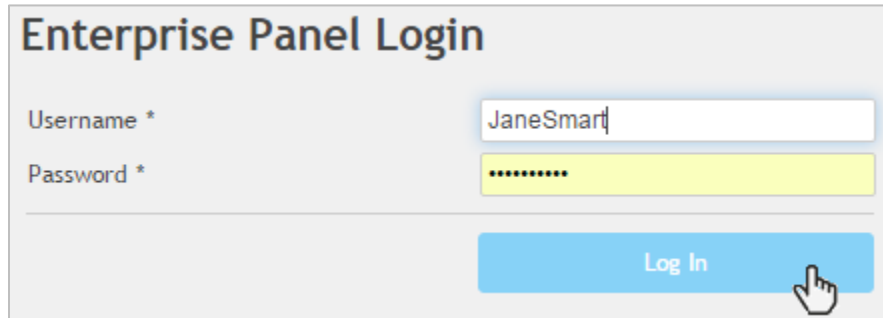 Enterprise Panel Login
Username * JaneSmart
Password * ••••••••••
Log In